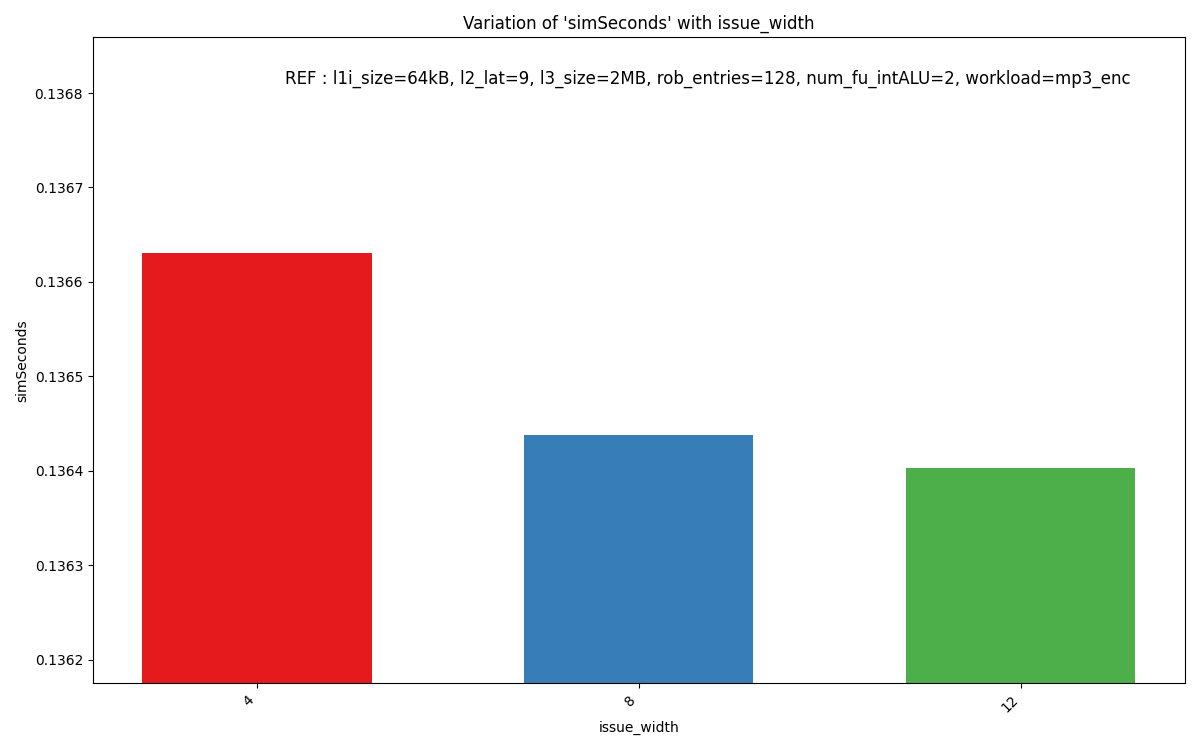 Variation of 'simSeconds' with issue_width
REF : l1i_size=64kB, l2_lat=9, l3_size=2MB, rob_entries=128, num_fu_intALU=2, workload=mp3_enc
0.1368
0.1367
0.1366
0.1365
0.1364
0.1363
0.1362
simSeconds
4
8
12
issue_width